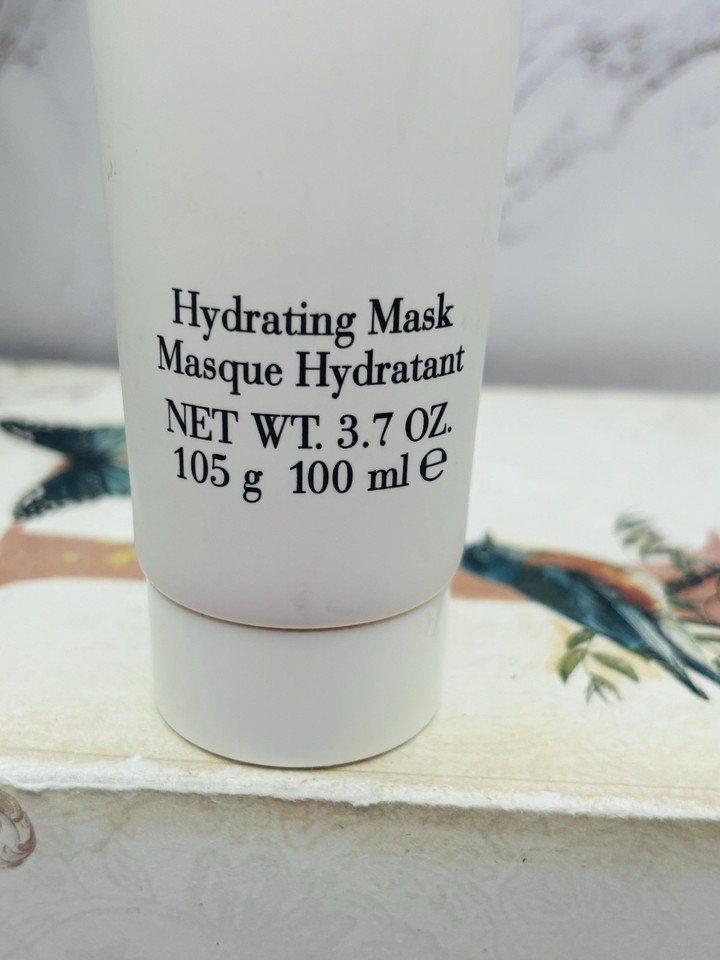 Hydrating Mask
Masque Hydratant
NET WT. 3.7 OZ.
105 g 100 ml ℮